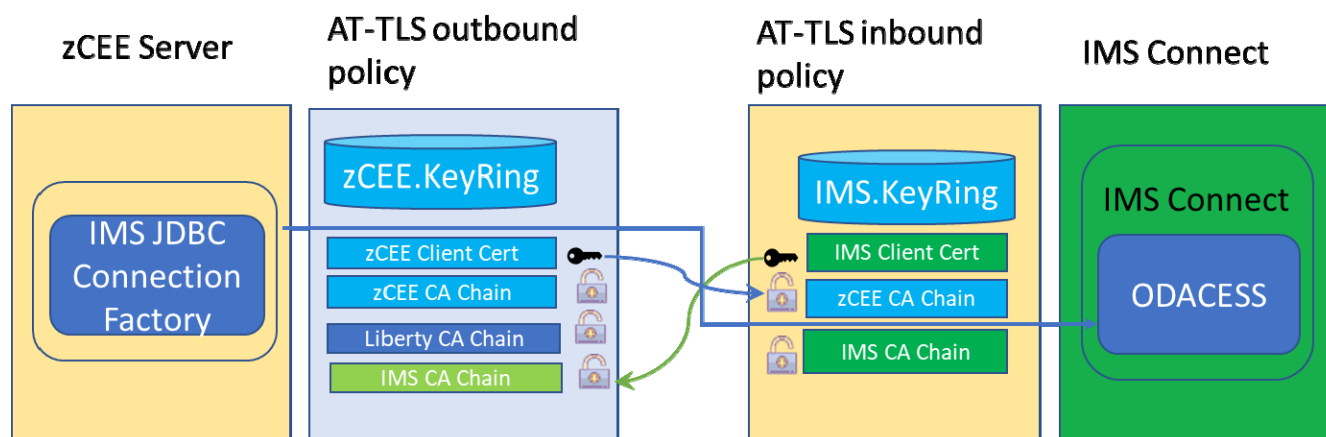 zCEE Server
AT-TLS outbound
policy
AT-TLS inbound
policy
IMS Connect
IMS JDBC
Connection
Factory
zCEE.KeyRing
zCEE Client Cert
zCEE CA Chain
Liberty CA Chain
IMS CA Chain
IMS.KeyRing
IMS Client Cert
zCEE CA Chain
IMS CA Chain
IMS Connect
ODACESS